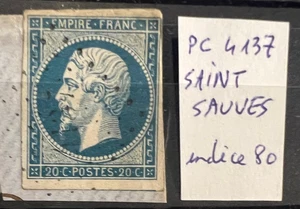 EMPIRE FRANC
20·C·POSTES·20·C
PC 4137
SAINT
SAUVES
indice 80